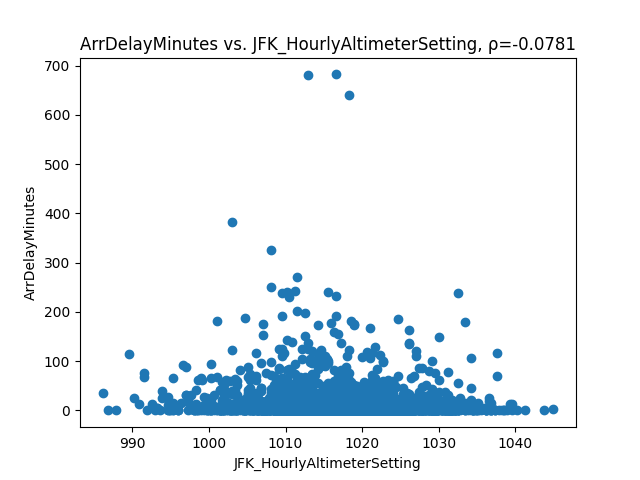 ArrDelayMinutes vs. JFK_HourlyAltimeterSetting, ρ=-0.0781
700
600
500
400
300
200
100
0
ArrDelayMinutes
990 1000 1010 1020 1030 1040
JFK_HourlyAltimeterSetting